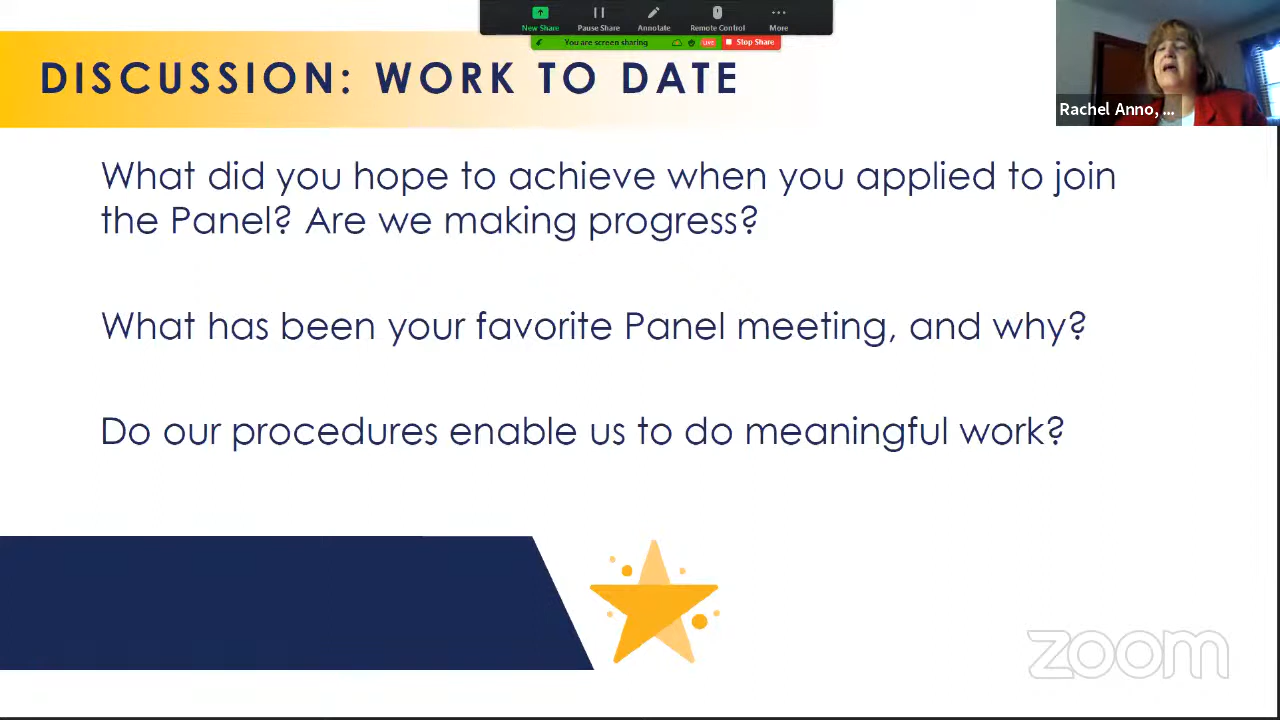 New Share
Pause Share
Annotate
Remote Control
More
You are screen sharing
Live
Stop Share
DISCUSSION: WORK TO DATE
Rachel Anno, ...
What did you hope to achieve when you applied to join
the Panel? Are we making progress?
What has been your favorite Panel meeting, and why?
Do our procedures enable us to do meaningful work?
zoom